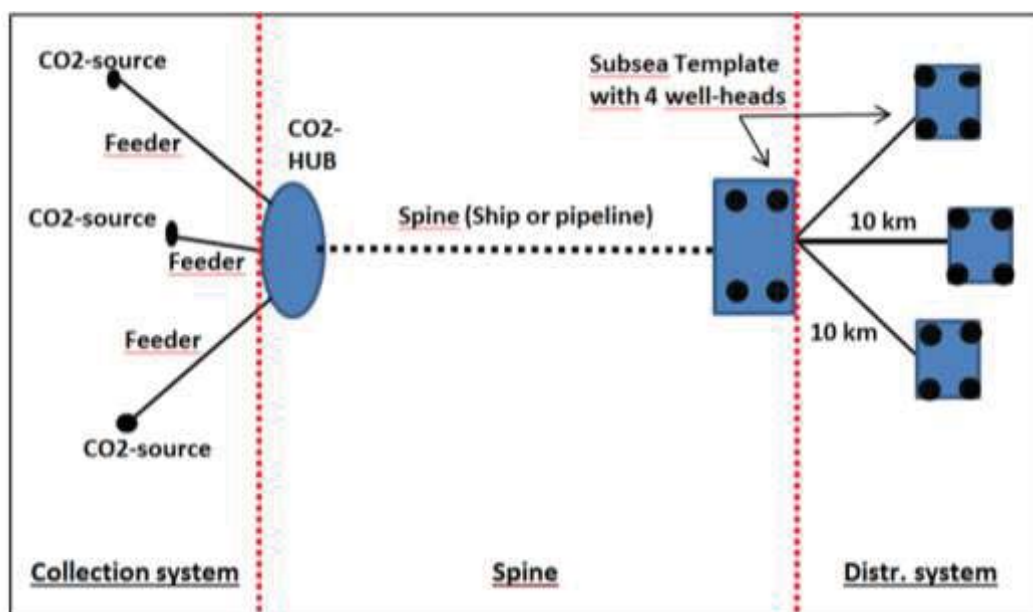 CO2-source
Feeder
CO2-source
Feeder
Feeder
CO2-source
CO2-
HUB
Spine (Ship or pipeline)
Subsea Template
with 4 well-heads
10 km
10 km
Collection system
Spine
Distr. system